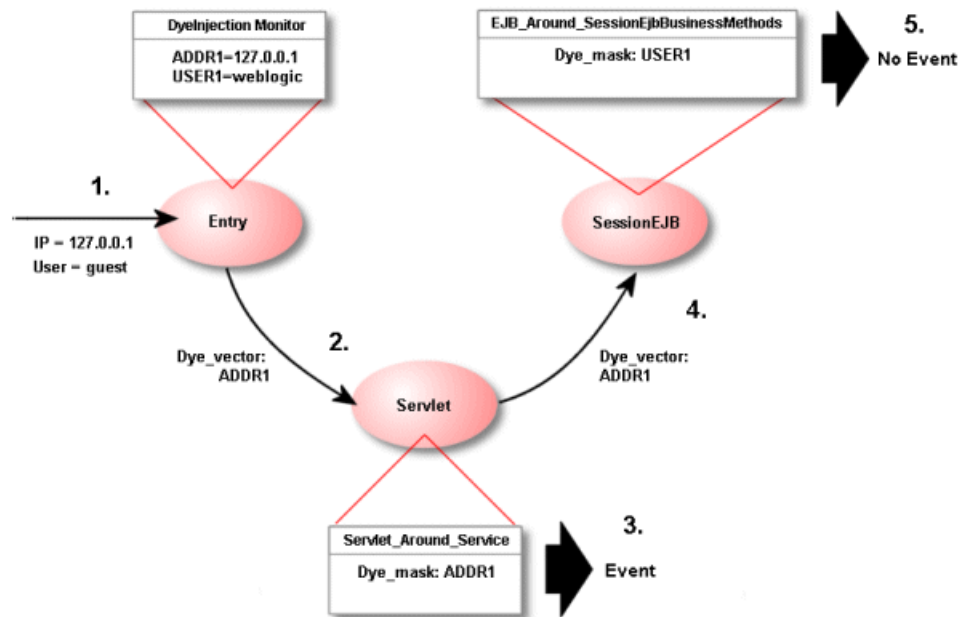 DyeInjection Monitor
ADDR1=127.0.0.1
USER1=weblogic
EJB_Around_SessionEjbBusinessMethods
Dye_mask: USER1
5.
No Event
1.
Entry
IP = 127.0.0.1
User = guest
SessionEJB
2.
Dye_vector:
ADDR1
4.
Dye_vector:
ADDR1
Servlet
Servlet_Around_Service
Dye_mask: ADDR1
3.
Event